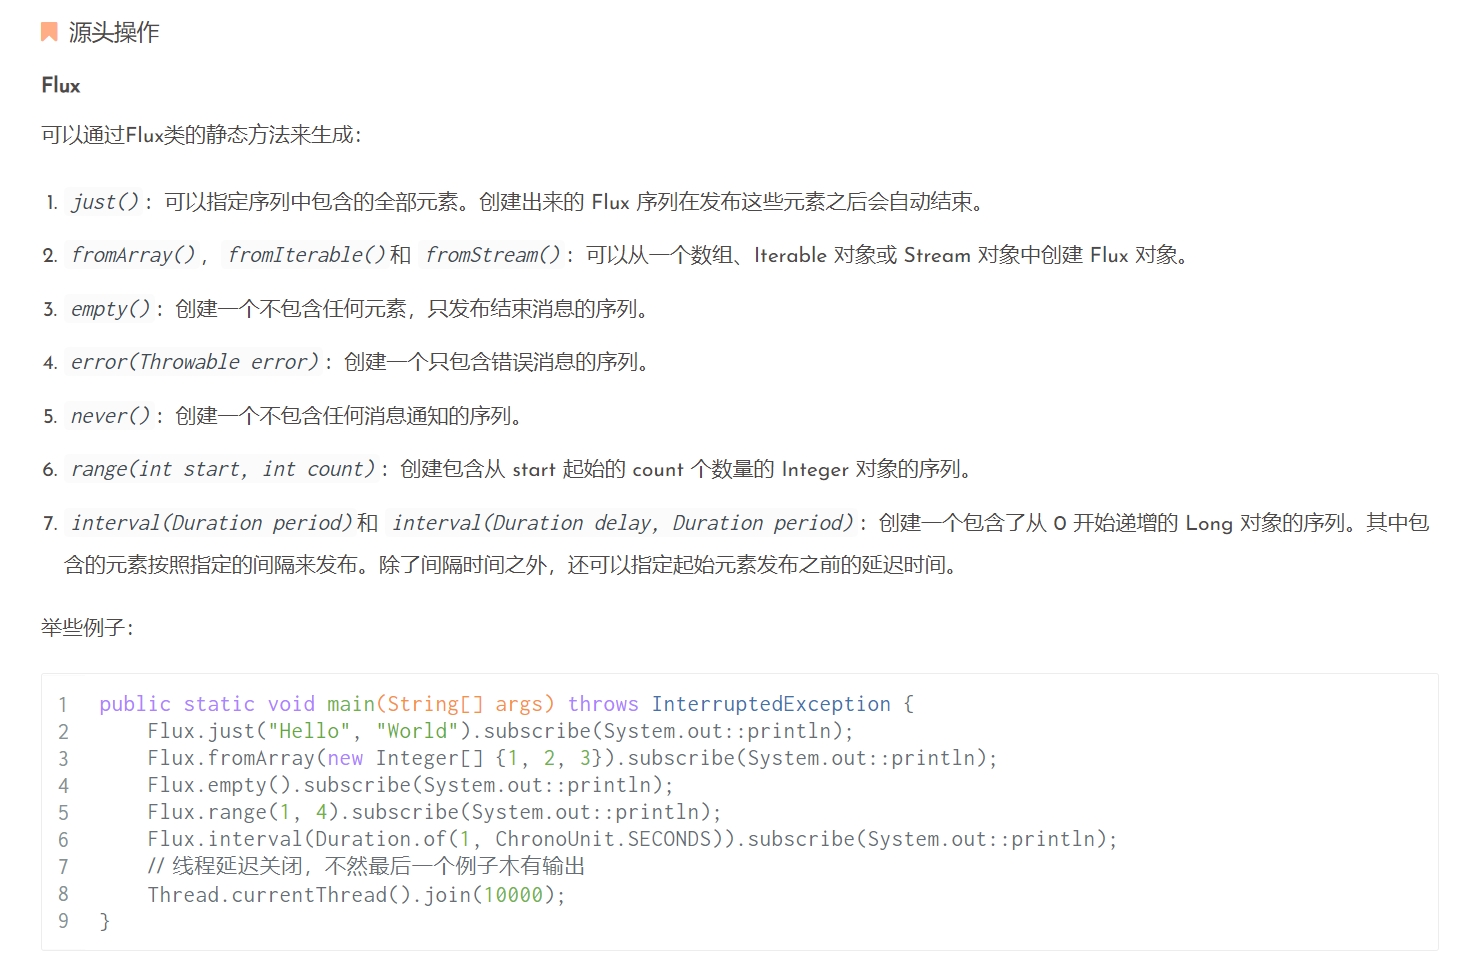 源头操作
Flux
可以通过Flux类的静态方法来生成：
1. just()：可以指定序列中包含的全部元素。创建出来的 Flux 序列在发布这些元素之后会自动结束。
2. fromArray()，fromIterable()和 fromStream()：可以从一个数组、Iterable 对象或 Stream 对象中创建 Flux 对象。
3. empty()：创建一个不包含任何元素，只发布结束消息的序列。
4. error(Throwable error)：创建一个只包含错误消息的序列。
5. never()：创建一个不包含任何消息通知的序列。
6. range(int start, int count)：创建包含从 start 起始的 count 个数量的 Integer 对象的序列。
7. interval(Duration period)和 interval(Duration delay, Duration period)：创建一个包含了从 0 开始递增的 Long 对象的序列。其中包
含的元素按照指定的间隔来发布。除了间隔时间之外，还可以指定起始元素发布之前的延迟时间。
举些例子：
1 public static void main(String[] args) throws InterruptedException {
2     Flux.just("Hello", "World").subscribe(System.out::println);
3     Flux.fromArray(new Integer[] {1, 2, 3}).subscribe(System.out::println);
4     Flux.empty().subscribe(System.out::println);
5     Flux.range(1, 4).subscribe(System.out::println);
6     Flux.interval(Duration.of(1, ChronoUnit.SECONDS)).subscribe(System.out::println);
7     // 线程延迟关闭，不然最后一个例子木有输出
8     Thread.currentThread().join(10000);
9 }